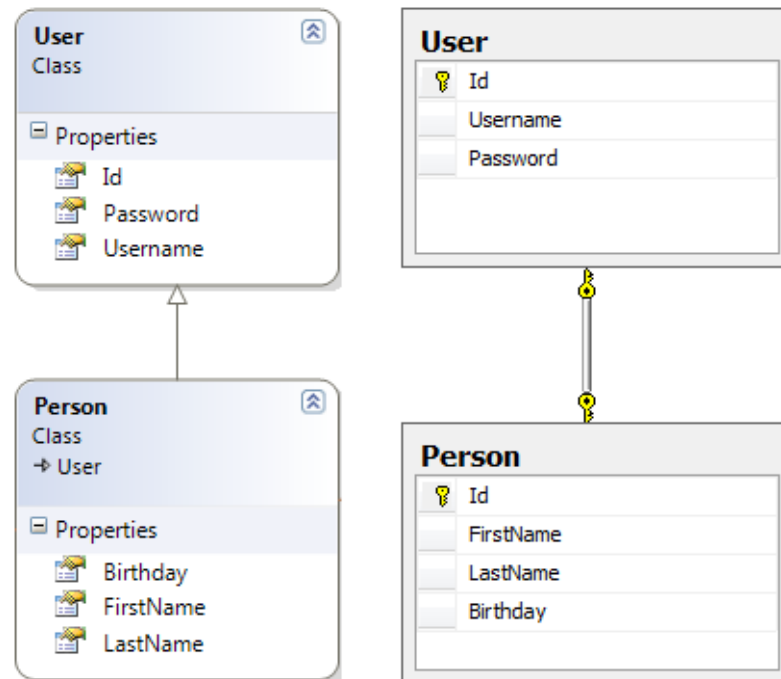 User
Class
Properties
Id
Password
Username
Person
Class
User
Properties
Birthday
FirstName
LastName
User
Id
Username
Password
Person
Id
FirstName
LastName
Birthday